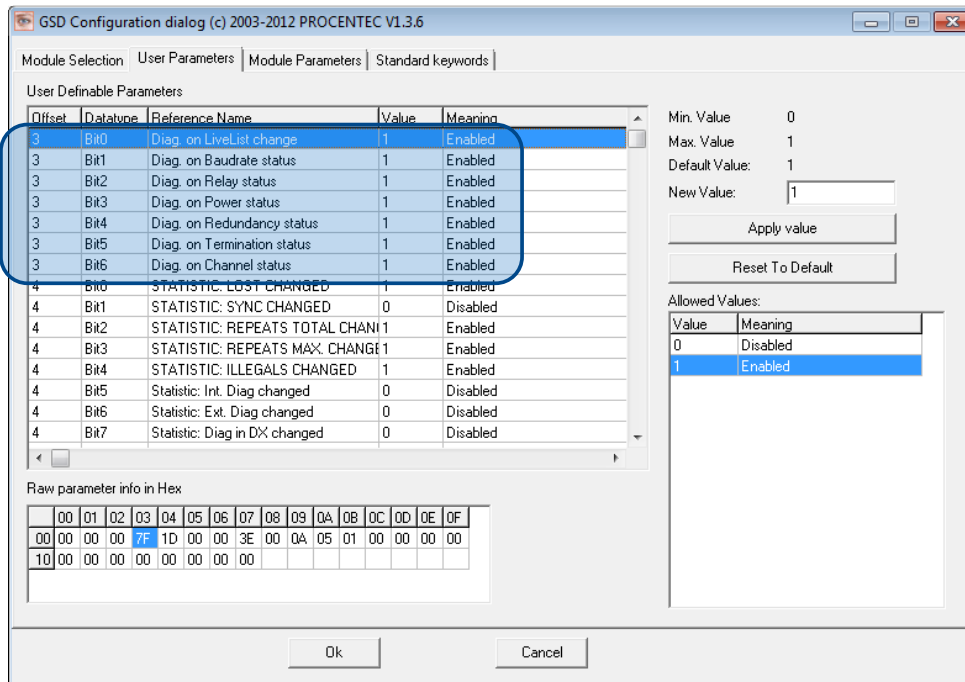 GSD Configuration dialog (c) 2003-2012 PROCENTEC V1.3.6
Module Selection User Parameters Module Parameters Standard keywords
User Definable Parameters
Offset Datatype Reference Name Value Meaning
3 Bit0 Diag. on LiveList change 1 Enabled
3 Bit1 Diag. on Baudrate status 1 Enabled
3 Bit2 Diag. on Relay status 1 Enabled
3 Bit3 Diag. on Power status 1 Enabled
3 Bit4 Diag. on Redundancy status 1 Enabled
3 Bit5 Diag. on Termination status 1 Enabled
3 Bit6 Diag. on Channel status 1 Enabled
4 Bit0 STATISTIC: LOST CHANGED 1 Enabled
4 Bit1 STATISTIC: SYNC CHANGED 0 Disabled
4 Bit2 STATISTIC: REPEATS TOTAL CHAN 1 Enabled
4 Bit3 STATISTIC: REPEATS MAX. CHANGE 1 Enabled
4 Bit4 STATISTIC: ILLEGALS CHANGED 1 Enabled
4 Bit5 Statistic: Int. Diag changed 0 Disabled
4 Bit6 Statistic: Ext. Diag changed 0 Disabled
4 Bit7 Statistic: Diag in DX changed 0 Disabled
Min. Value 0
Max. Value 1
Default Value: 1
New Value: 1
Apply value
Reset To Default
Allowed Values:
Value Meaning
0 Disabled
1 Enabled
Raw parameter info in Hex
00 01 02 03 04 05 06 07 08 09 0A 0B 0C 0D 0E 0F
00 00 00 00 7F 1D 00 00 3E 00 0A 05 01 00 00 00 00
10 00 00 00 00 00 00 00 00
Ok Cancel